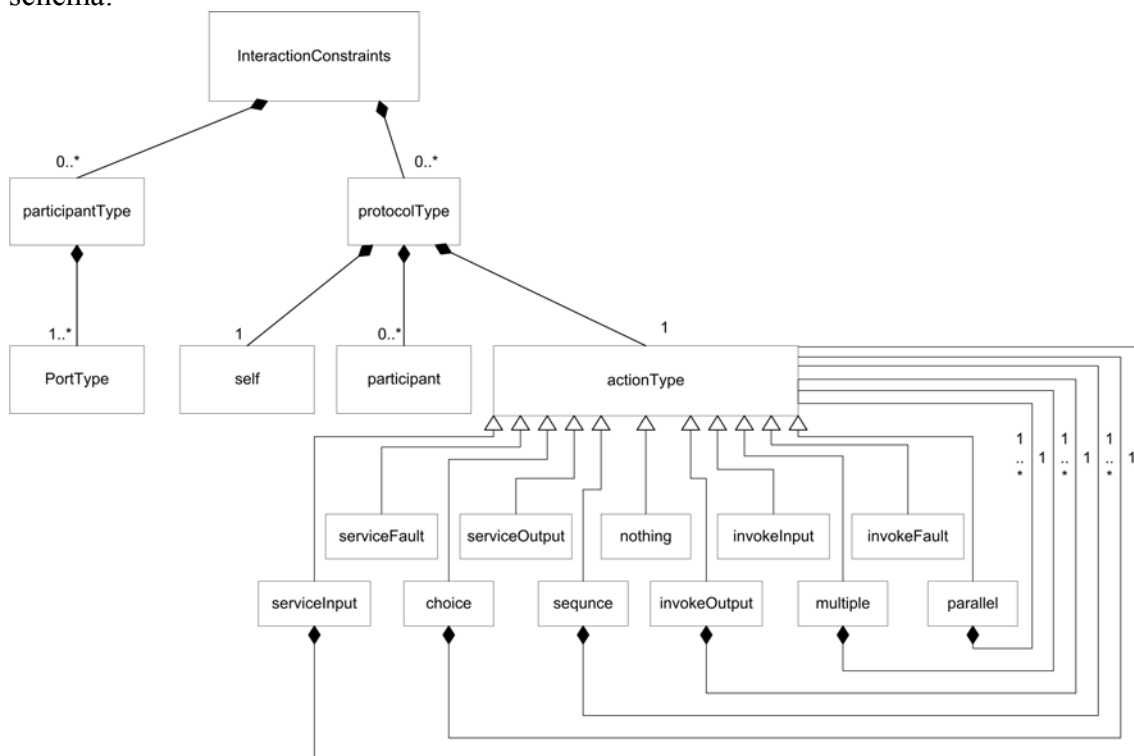 schema:
InteractionConstraints
0..*
0..*
participantType
protocolType
1..*
1
0..*
1
PortType
self
participant
actionType
1
..
*
1
1
..
*
1
1
..
*
1
serviceFault
serviceOutput
nothing
invokeInput
invokeFault
serviceInput
choice
sequnce
invokeOutput
multiple
parallel